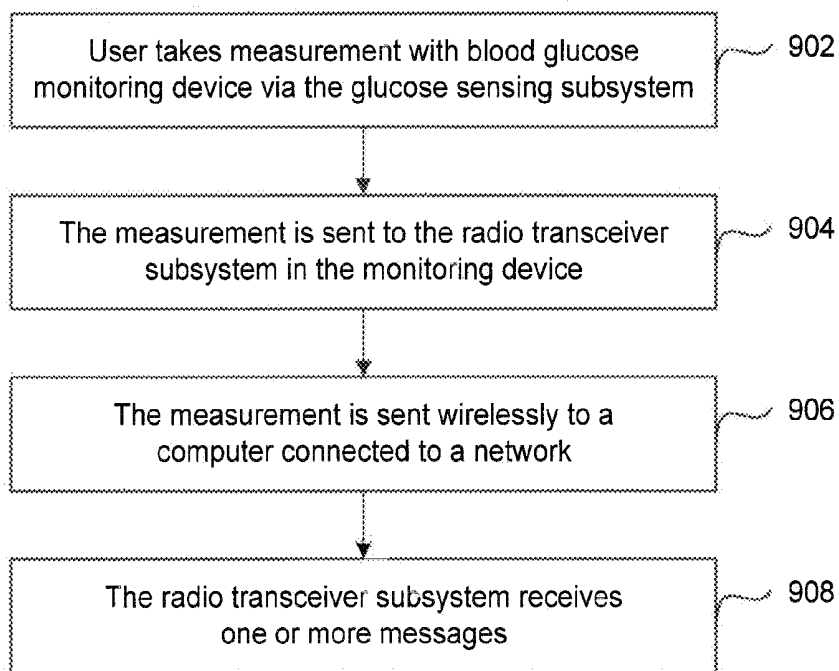 User takes measurement with blood glucose
monitoring device via the glucose sensing subsystem
902
The measurement is sent to the radio transceiver
subsystem in the monitoring device
904
The measurement is sent wirelessly to a
computer connected to a network
906
The radio transceiver subsystem receives
one or more messages
908